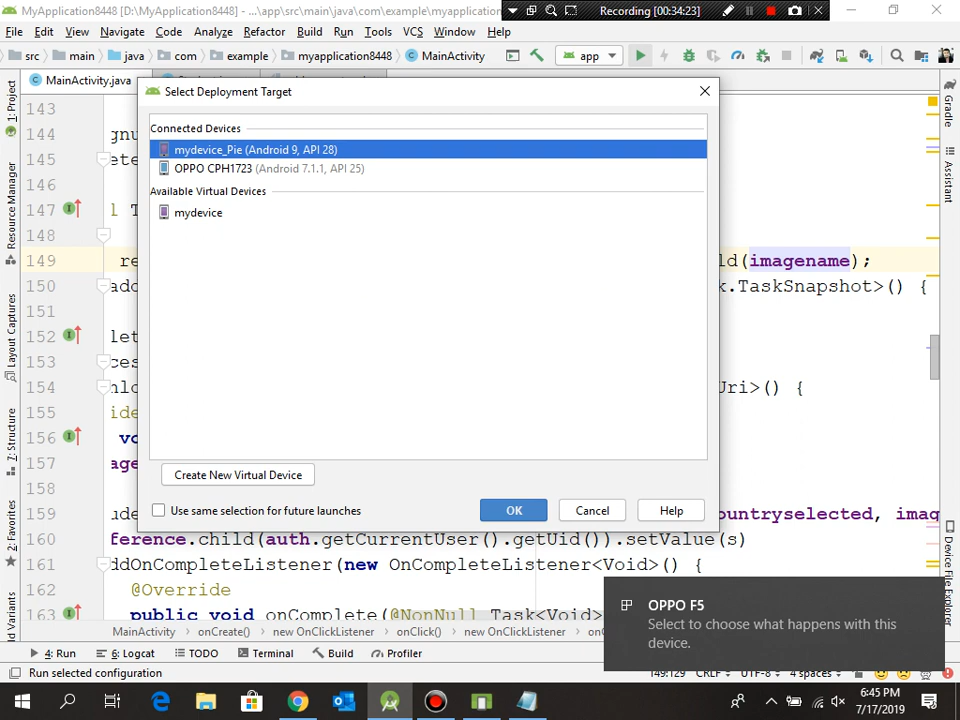 MyApplication8448 [D:\MyApplication8448] - ...\app\src\main\java\com\example\myapplication
Recording [00:34:23]
File Edit View Navigate Code Analyze Refactor Build Run Tools VCS Window Help
src main java com example myapplication8448 MainActivity app
MainActivity.java
Select Deployment Target
Connected Devices
mydevice_Pie (Android 9, API 28)
OPPO CPH1723 (Android 7.1.1, API 25)
Available Virtual Devices
mydevice
Create New Virtual Device
Use same selection for future launches
OK Cancel Help
1: Project
Resource Manager
Layout Captures
7: Structure
2: Favorites
Gradle
Assistant
Device File Explorer
143
144
145
146
147
148
149 ld(imagename);
150 k.TaskSnapshot>() {
151
152
153
154 Uri>() {
155
156
157
158
159 ountryselected, imag
160 ference.child(auth.getCurrentUser().getUid()).setValue(s)
161 ddOnCompleteListener(new OnCompleteListener<Void>() {
162 @Override
163 public void onComplete(@NonNull Task<Void>
MainActivity onCreate() new OnClickListener onClick() new OnClickListener
OPPO F5
Select to choose what happens with this
device.
4: Run 6: Logcat TODO Terminal Build Profiler
Run selected configuration
149:129 CRLF UTF-8 4 spaces
6:45 PM
7/17/2019